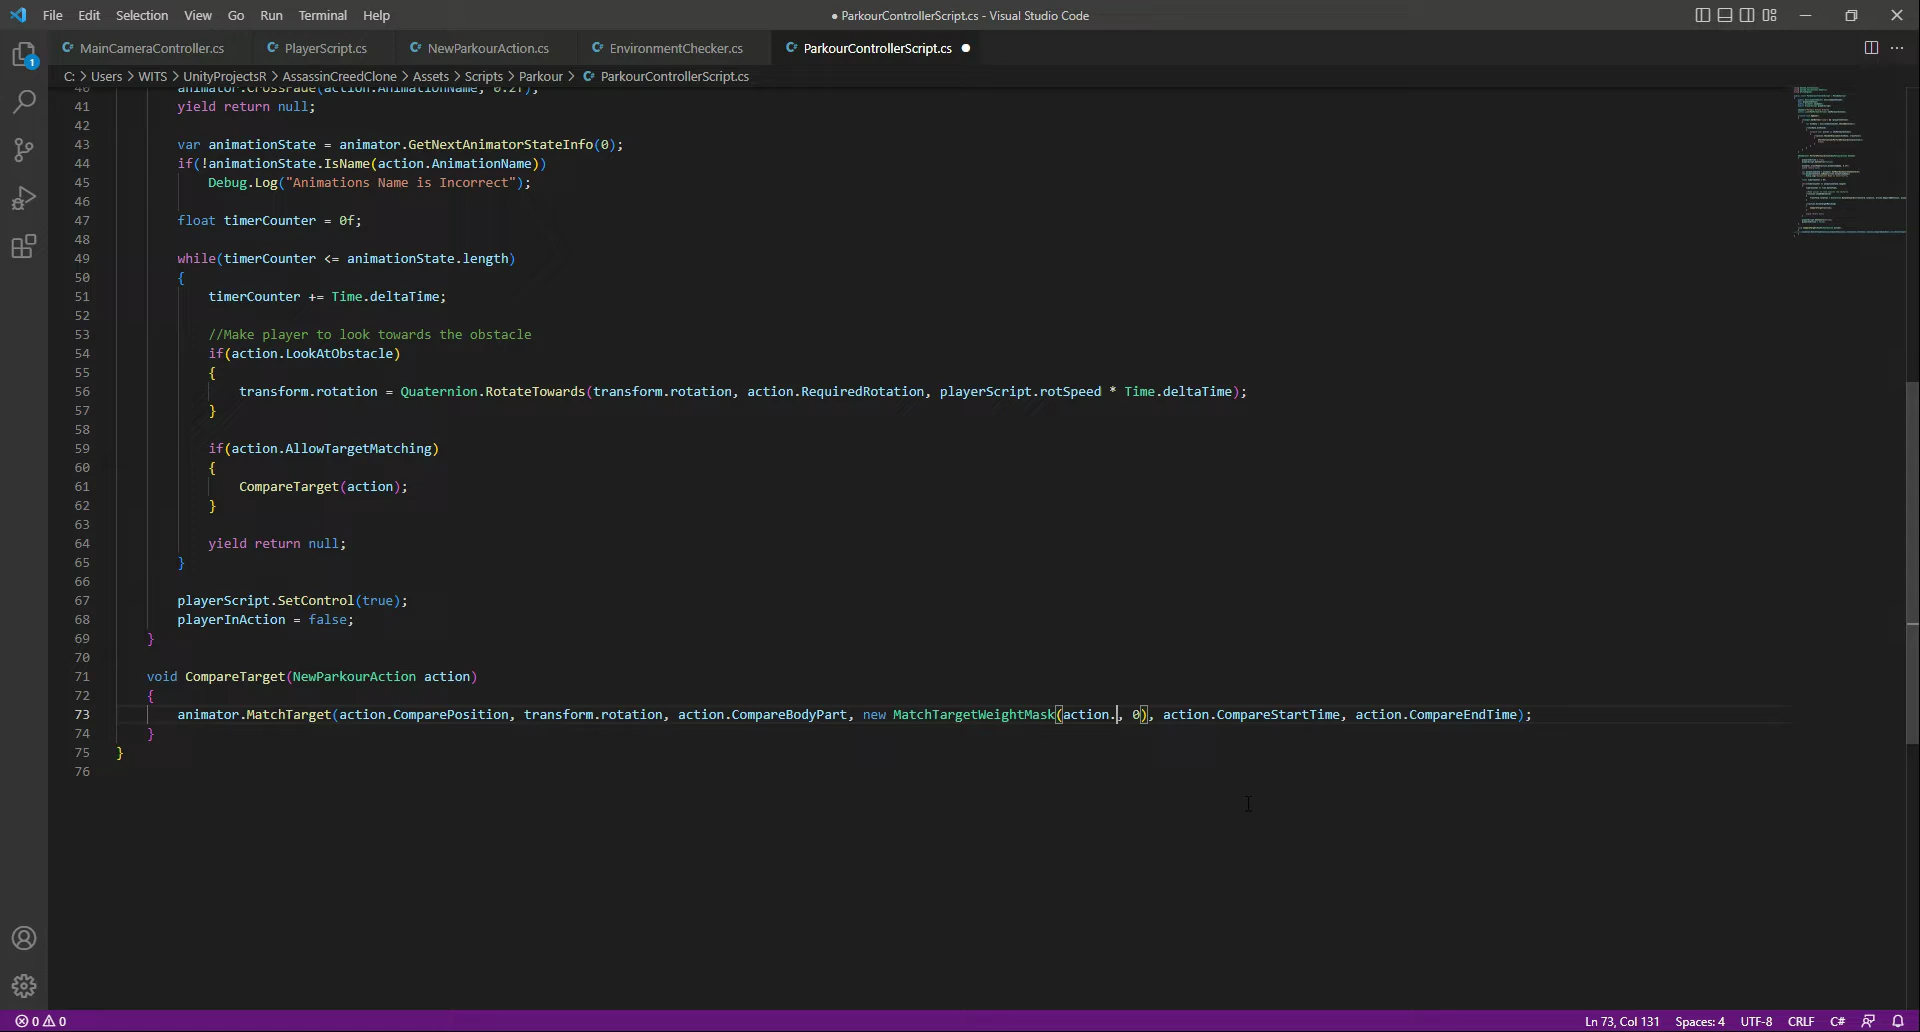 File Edit Selection View Go Run Terminal Help
● ParkourControllerScript.cs - Visual Studio Code
MainCameraController.cs PlayerScript.cs NewParkourAction.cs EnvironmentChecker.cs ParkourControllerScript.cs
C: > Users > WITS > UnityProjectsR > AssassinCreedClone > Assets > Scripts > Parkour > ParkourControllerScript.cs
1
40 animator.CrossFade(action.AnimationName, 0.2f);
41 yield return null;
42
43 var animationState = animator.GetNextAnimatorStateInfo(0);
44 if(!animationState.IsName(action.AnimationName))
45 Debug.Log("Animations Name is Incorrect");
46
47 float timerCounter = 0f;
48
49 while(timerCounter <= animationState.length)
50 {
51 timerCounter += Time.deltaTime;
52
53 //Make player to look towards the obstacle
54 if(action.LookAtObstacle)
55 {
56 transform.rotation = Quaternion.RotateTowards(transform.rotation, action.RequiredRotation, playerScript.rotSpeed * Time.deltaTime);
57 }
58
59 if(action.AllowTargetMatching)
60 {
61 CompareTarget(action);
62 }
63
64 yield return null;
65 }
66
67 playerScript.SetControl(true);
68 playerInAction = false;
69 }
70
71 void CompareTarget(NewParkourAction action)
72 {
73 animator.MatchTarget(action.ComparePosition, transform.rotation, action.CompareBodyPart, new MatchTargetWeightMask(action., 0), action.CompareStartTime, action.CompareEndTime);
74 }
75 }
76
0 0
Ln 73, Col 131 Spaces: 4 UTF-8 CRLF C#